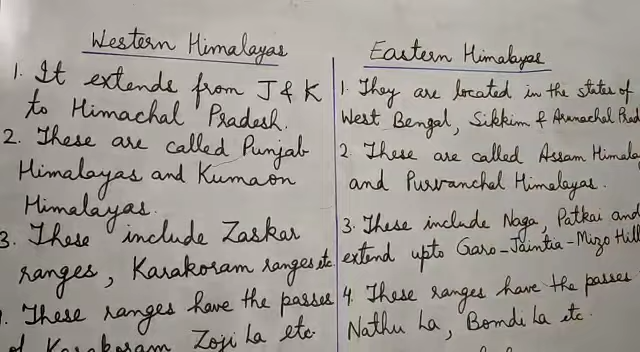 Western Himalayas
1. It extends from J & K
to Himachal Pradesh.
2. These are called Punjab
Himalayas and Kumaon
Himalayas.
3. These include Zaskar
ranges, Karakoram ranges etc
. These ranges have the passes
of Karakoram Zoji La etc.
Eastern Himalayas
1. They are located in the states of
West Bengal, Sikkim & Arunachal Prad
2. These are called Assam Himala
and Purvanchal Himalayas.
3. These include Naga, Patkai and
extend upto Garo-Jaintia-Mizo Hill
4. These ranges have the passes
Nathu La, Bomdi La etc.